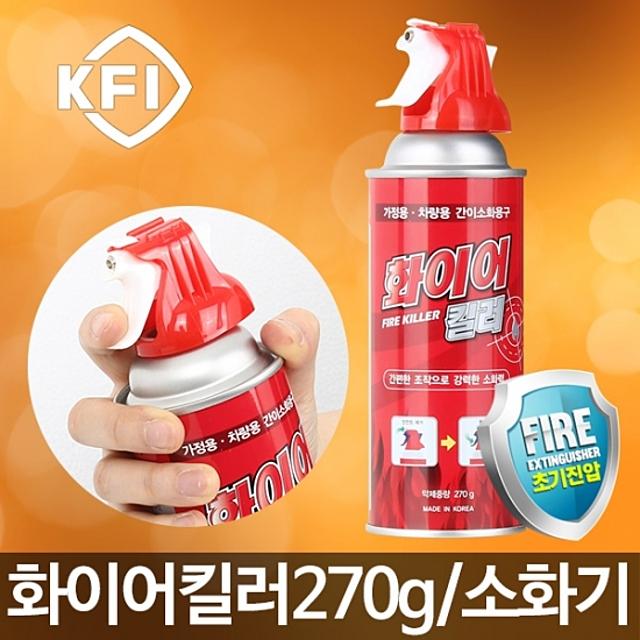 KFI
가정용·차량용 간이소화용구
화이어
FIRE KILLER
킬러
간편한 조작으로 강력한 소화력
약제중량 270g
MADE IN KOREA
가정용·차량용 간이소화용구
화이어
FIRE
EXTINGUISHER
초기진압
화이어킬러270g/소화기